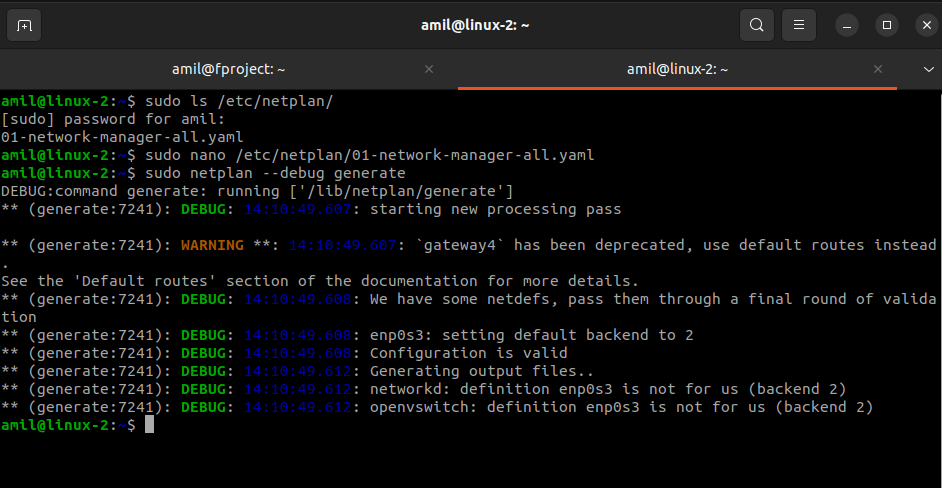 amil@linux-2: ~
amil@fproject: ~
amil@linux-2: ~
amil@linux-2:~$ sudo ls /etc/netplan/
[sudo] password for amil:
01-network-manager-all.yaml
amil@linux-2:~$ sudo nano /etc/netplan/01-network-manager-all.yaml
amil@linux-2:~$ sudo netplan --debug generate
DEBUG:command generate: running ['/lib/netplan/generate']
** (generate:7241): DEBUG: 14:10:49.607: starting new processing pass
** (generate:7241): WARNING **: 14:10:49.607: `gateway4` has been deprecated, use default routes instead
.
See the 'Default routes' section of the documentation for more details.
** (generate:7241): DEBUG: 14:10:49.608: We have some netdefs, pass them through a final round of valida
tion
** (generate:7241): DEBUG: 14:10:49.608: enp0s3: setting default backend to 2
** (generate:7241): DEBUG: 14:10:49.608: Configuration is valid
** (generate:7241): DEBUG: 14:10:49.612: Generating output files..
** (generate:7241): DEBUG: 14:10:49.612: networkd: definition enp0s3 is not for us (backend 2)
** (generate:7241): DEBUG: 14:10:49.612: openvswitch: definition enp0s3 is not for us (backend 2)
amil@linux-2:~$